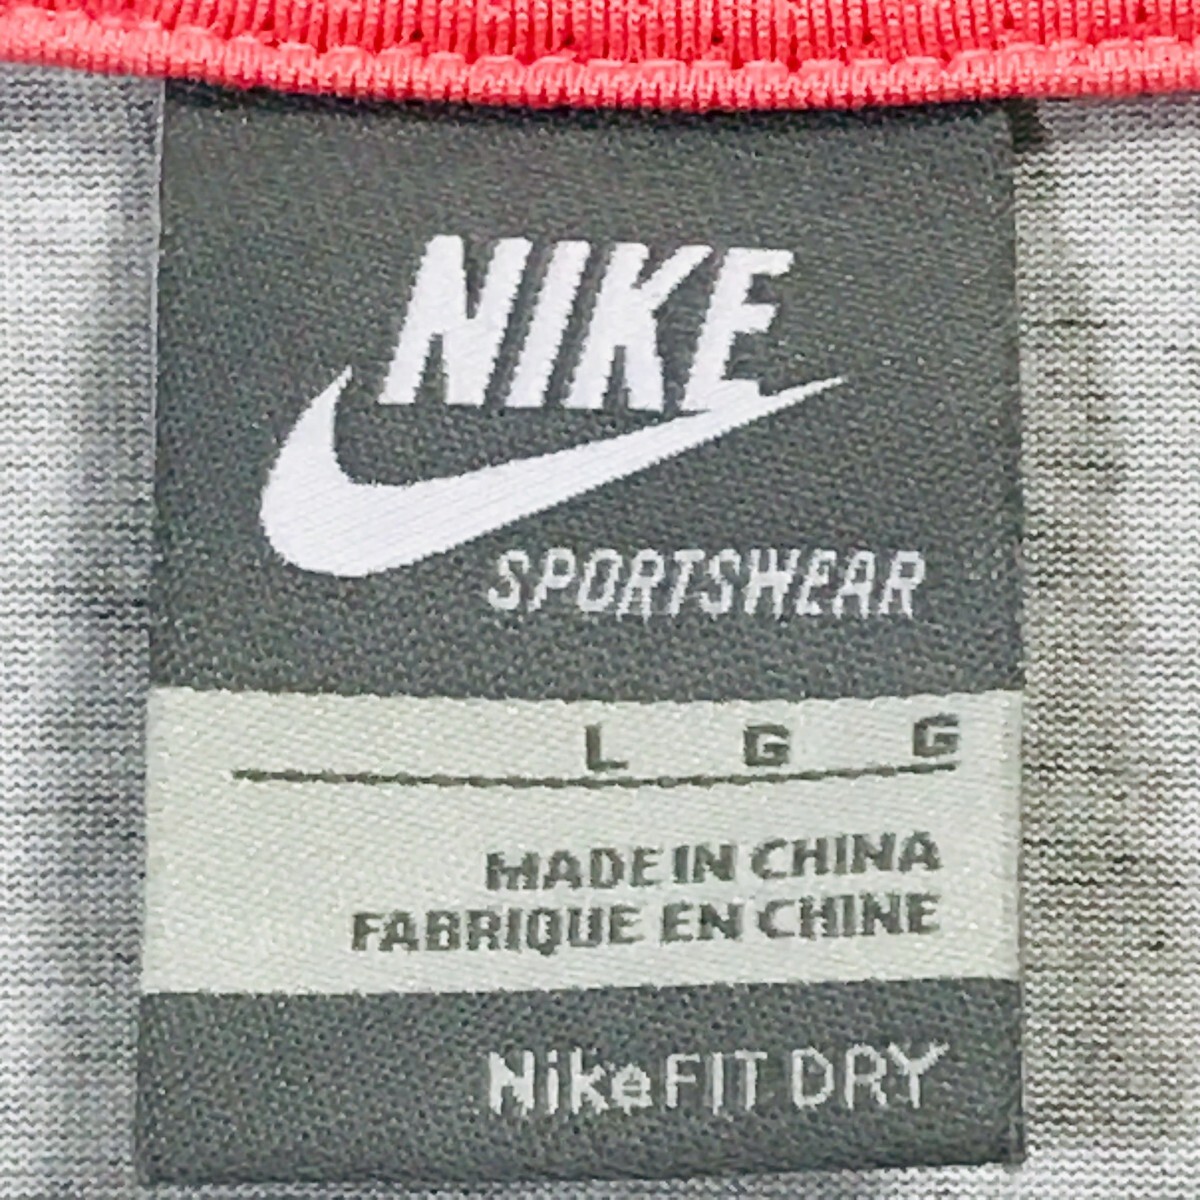 NIKE
SPORTSWEAR
L G G
MADE IN CHINA
FABRIQUE EN CHINE
NikeFIT DRY